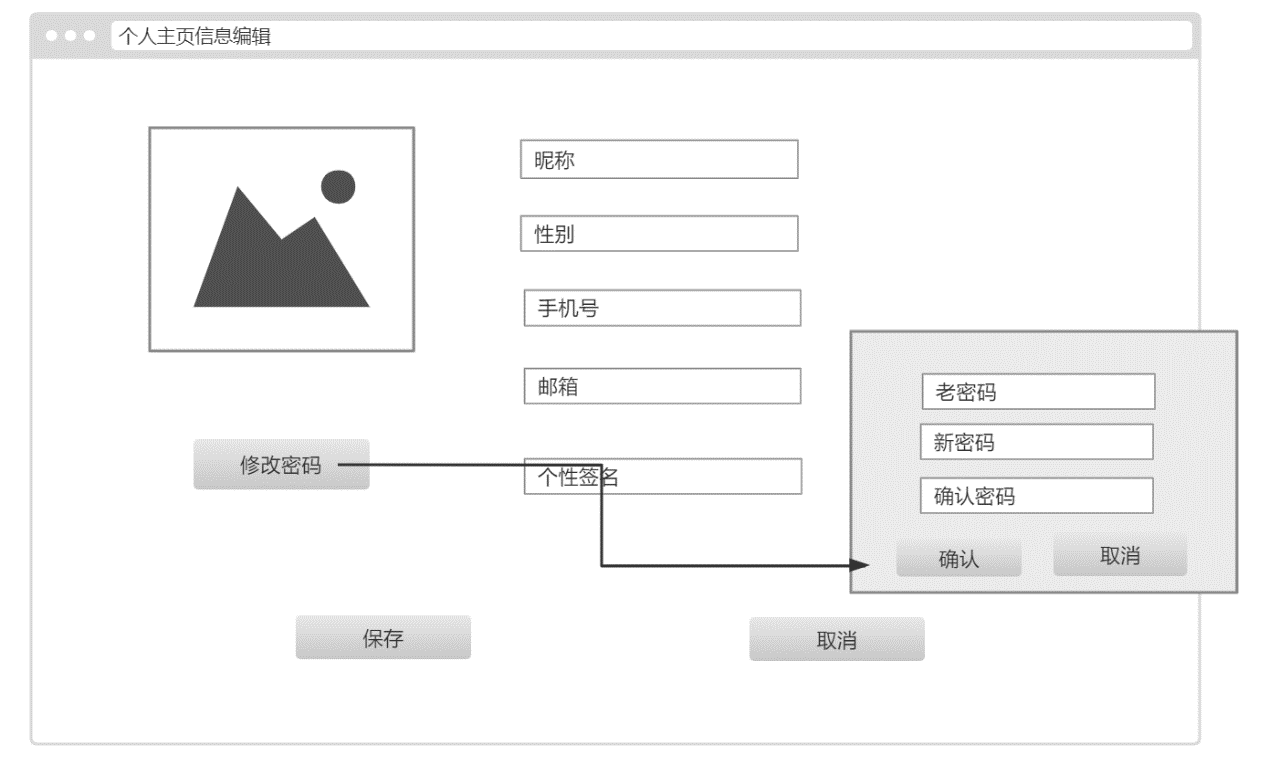 个人主页信息编辑
昵称
性别
手机号
邮箱
修改密码
个性签名
老密码
新密码
确认密码
确认
取消
保存
取消